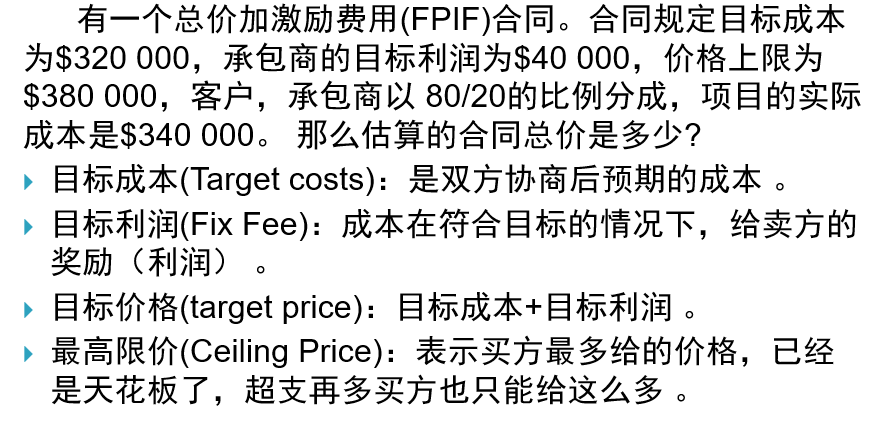 有一个总价加激励费用(FPIF)合同。合同规定目标成本
为$320 000，承包商的目标利润为$40 000，价格上限为
$380 000，客户，承包商以 80/20的比例分成，项目的实际
成本是$340 000。 那么估算的合同总价是多少?
目标成本(Target costs)：是双方协商后预期的成本 。
目标利润(Fix Fee)：成本在符合目标的情况下，给卖方的
奖励（利润） 。
目标价格(target price)：目标成本+目标利润 。
最高限价(Ceiling Price)：表示买方最多给的价格，已经
是天花板了，超支再多买方也只能给这么多 。